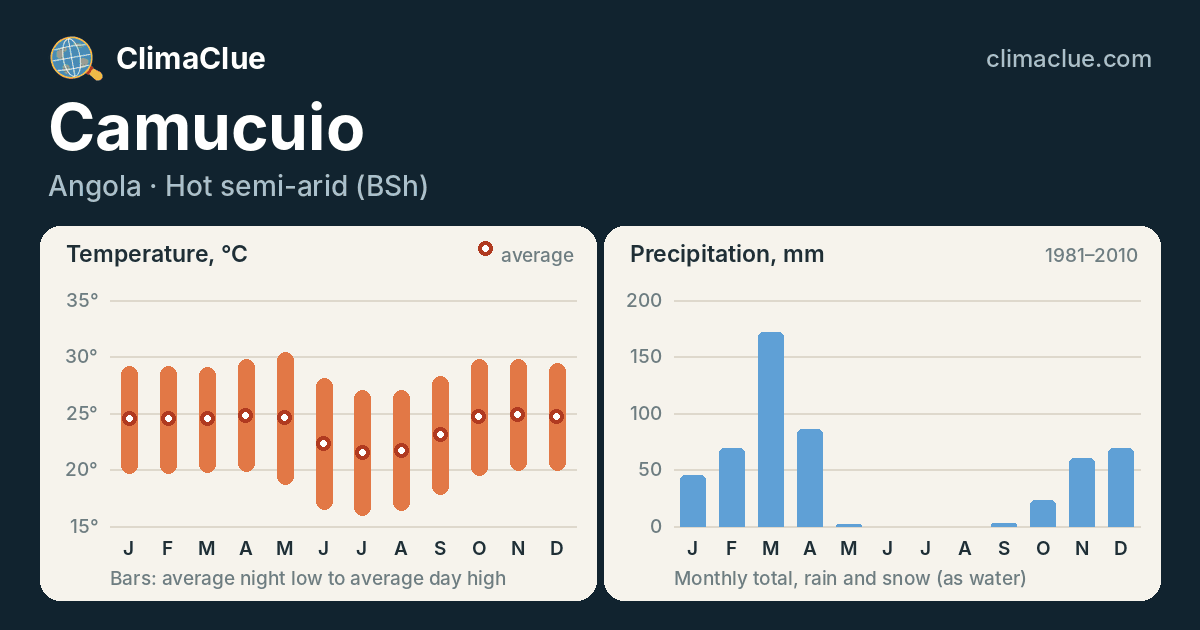 ClimaClue
climaclue.com
Camucuio
Angola · Hot semi-arid (BSh)
Temperature, °C
average
35°
30°
25°
20°
15°
J F M A M J J A S O N D
Bars: average night low to average day high
Precipitation, mm
1981–2010
200
150
100
50
0
J F M A M J J A S O N D
Monthly total, rain and snow (as water)